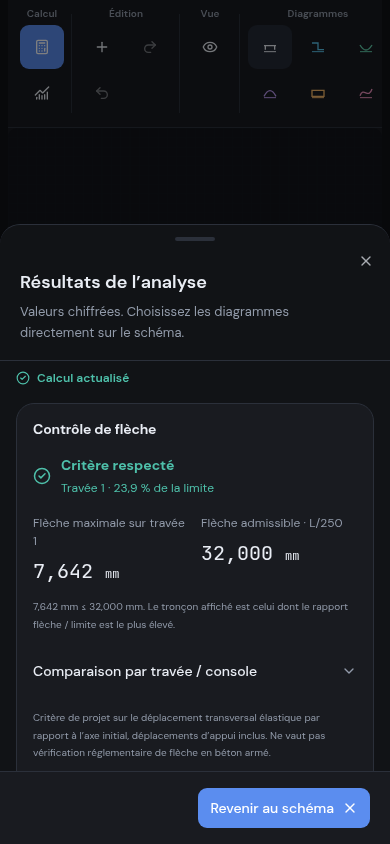 Calcul Édition Vue Diagrammes
Résultats de l’analyse
Valeurs chiffrées. Choisissez les diagrammes
directement sur le schéma.
Calcul actualisé
Contrôle de flèche
Critère respecté
Travée 1 · 23,9 % de la limite
Flèche maximale sur travée
1
7,642 mm
Flèche admissible · L/250
32,000 mm
7,642 mm ≤ 32,000 mm. Le tronçon affiché est celui dont le rapport
flèche / limite est le plus élevé.
Comparaison par travée / console
Critère de projet sur le déplacement transversal élastique par
rapport à l’axe initial, déplacements d’appui inclus. Ne vaut pas
vérification réglementaire de flèche en béton armé.
Revenir au schéma